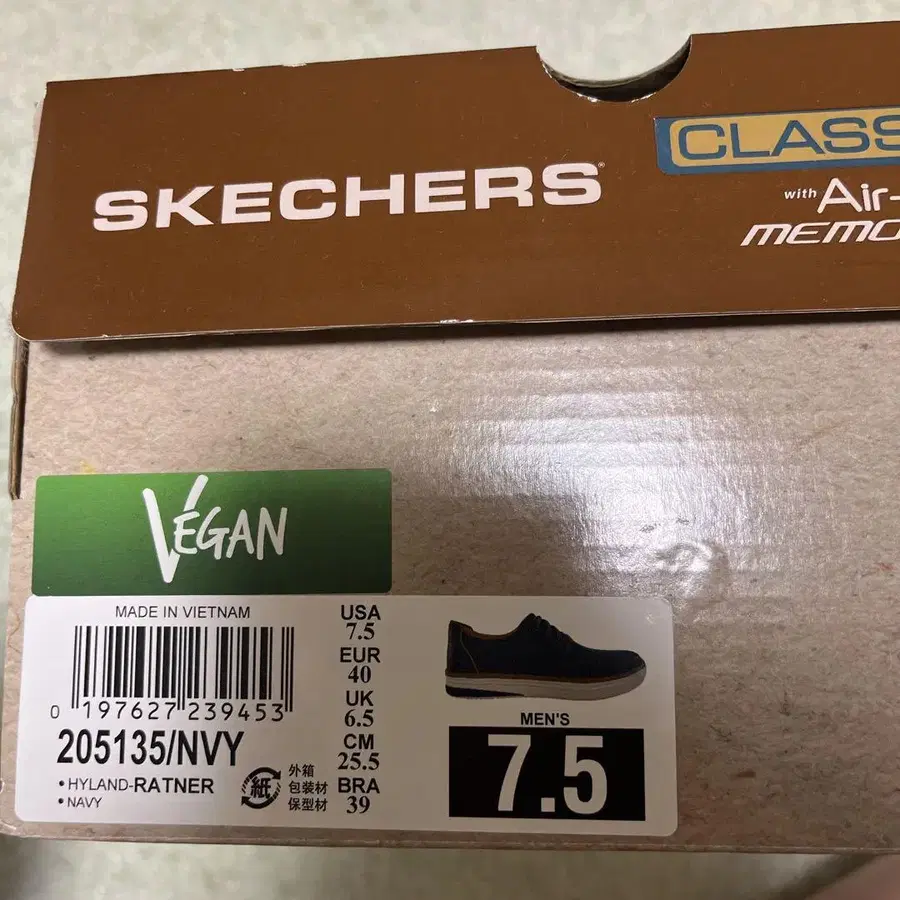 SKECHERS
CLASS
with Air-
MEMO
VEGAN
MADE IN VIETNAM
0 197627 239453
205135/NVY
• HYLAND-RATNER
• NAVY
紙
外箱
包装材
保型材
USA
7.5
EUR
40
UK
6.5
CM
25.5
BRA
39
MEN'S
7.5